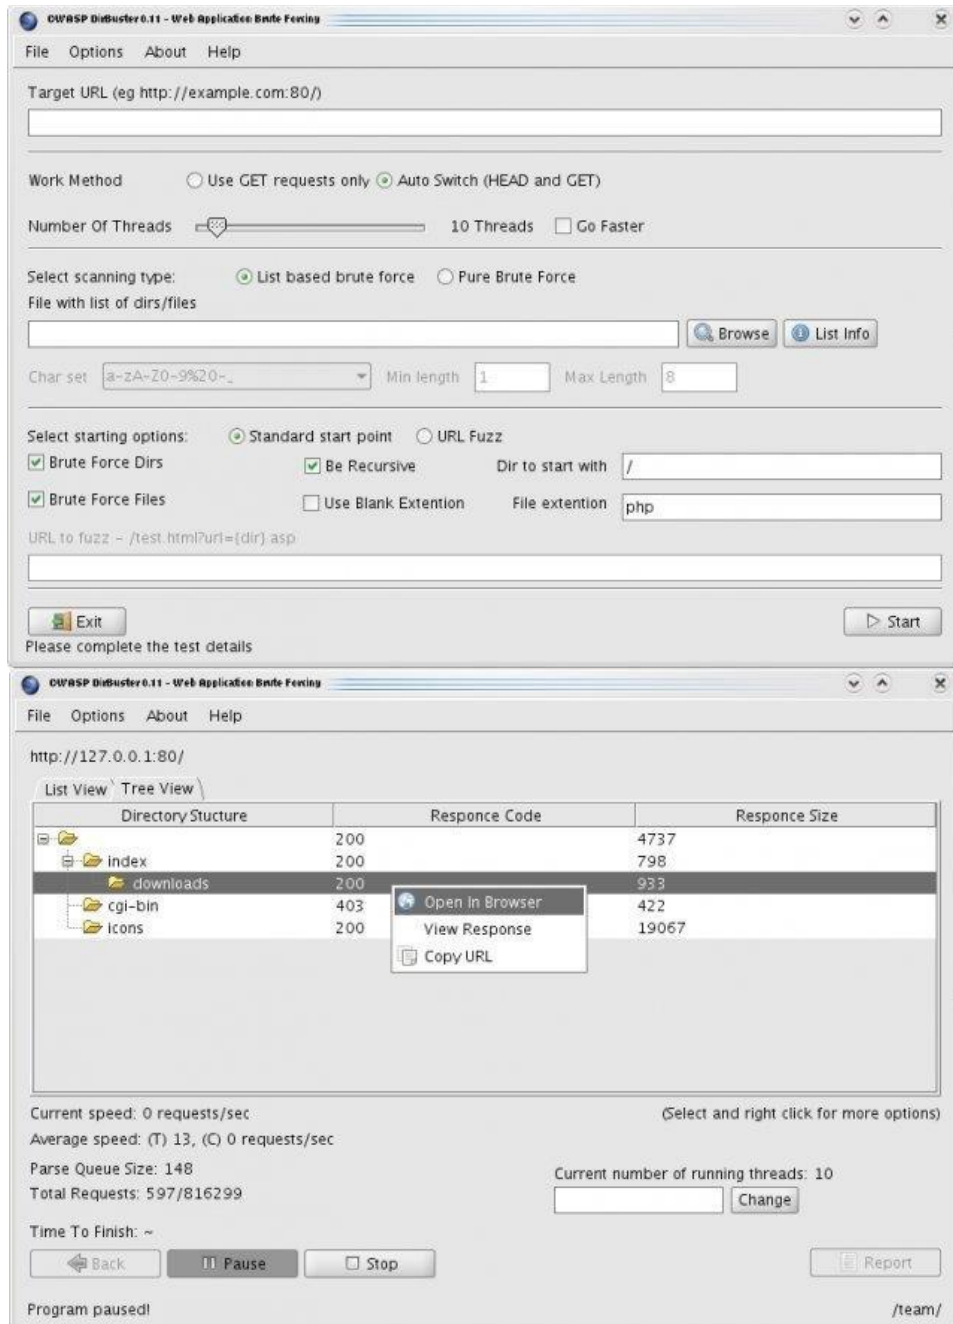 OWASP DirBuster 0.11 - Web Application Brute Forcing
File Options About Help
Target URL (eg http://example.com:80/)
Work Method Use GET requests only Auto Switch (HEAD and GET)
Number Of Threads 10 Threads Go Faster
Select scanning type: List based brute force Pure Brute Force
File with list of dirs/files
Browse List Info
Char set a-zA-Z0-9%20-_ Min length 1 Max Length 8
Select starting options: Standard start point URL Fuzz
Brute Force Dirs Be Recursive Dir to start with /
Brute Force Files Use Blank Extention File extention php
URL to fuzz - /test.html?url={dir}.asp
Exit Start
Please complete the test details
OWASP DirBuster 0.11 - Web Application Brute Forcing
File Options About Help
http://127.0.0.1:80/
List View Tree View
Directory Stucture Responce Code Responce Size
200 4737
index 200 798
downloads 200 933
cgi-bin 403 422
icons 200 19067
Open In Browser
View Response
Copy URL
Current speed: 0 requests/sec (Select and right click for more options)
Average speed: (T) 13, (C) 0 requests/sec
Parse Queue Size: 148 Current number of running threads: 10
Total Requests: 597/816299 Change
Time To Finish: ~
Back Pause Stop Report
Program paused! /team/